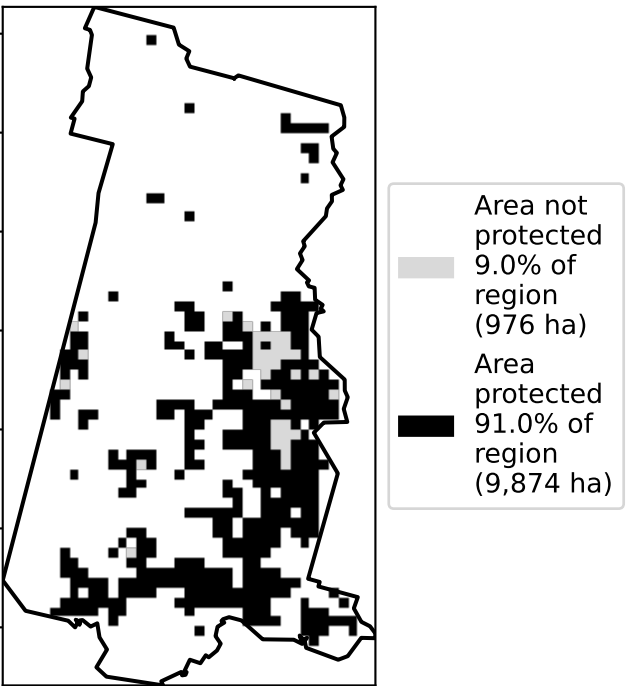 Area not
protected
9.0% of
region
(976 ha)
Area
protected
91.0% of
region
(9,874 ha)